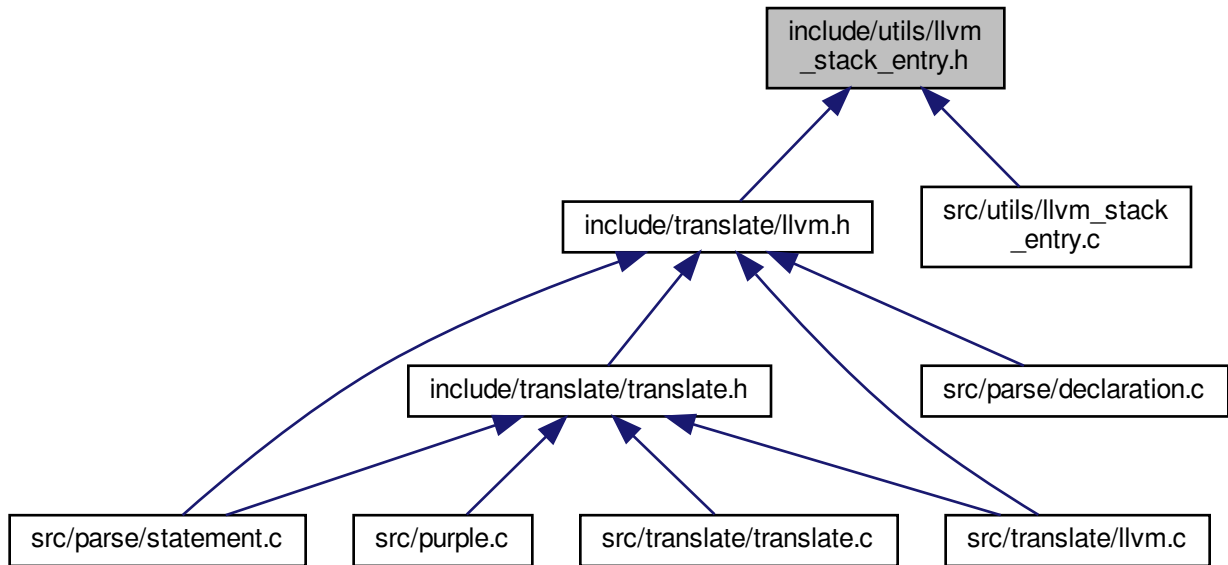 include/utils/llvm
_stack_entry.h
include/translate/llvm.h
src/utils/llvm_stack
_entry.c
include/translate/translate.h
src/parse/declaration.c
src/parse/statement.c
src/purple.c
src/translate/translate.c
src/translate/llvm.c